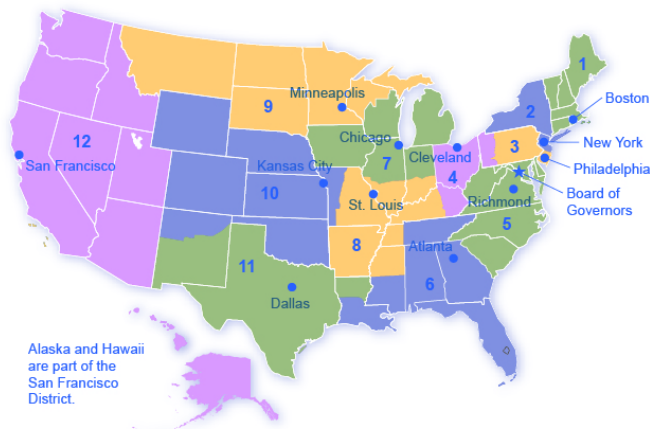 1
Minneapolis
9
2
Boston
Chicago
12
Cleveland
3
New York
San Francisco
Kansas City
7
4
Philadelphia
10
St. Louis
Richmond
Board of
Governors
5
8
Atlanta
11
6
Dallas
Alaska and Hawaii
are part of the
San Francisco
District.